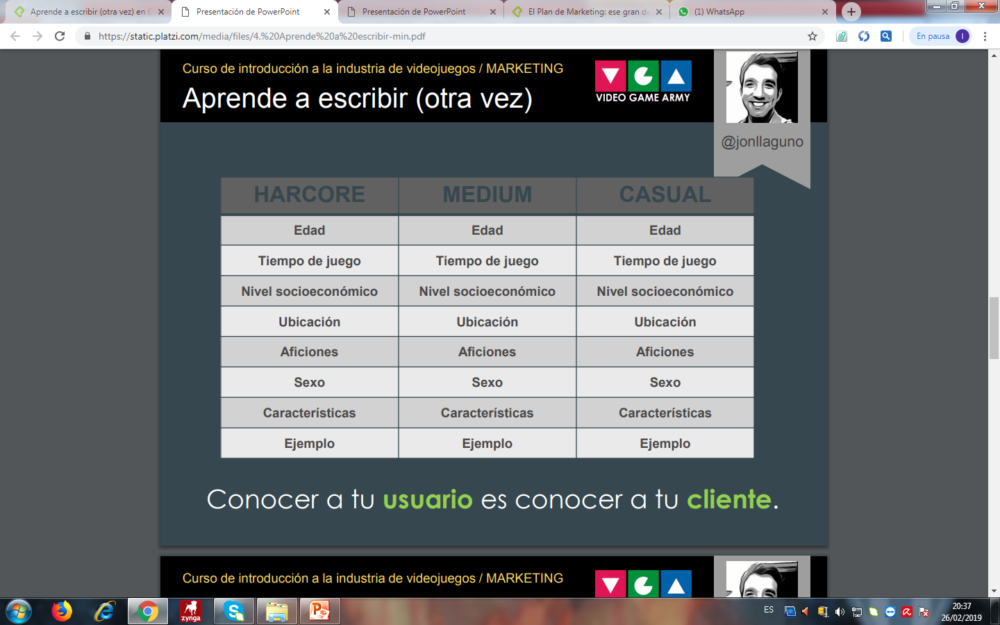 Aprende a escribir (otra vez) en C
Presentación de PowerPoint
Presentación de PowerPoint
El Plan de Marketing: ese gran de
(1) WhatsApp
https://static.platzi.com/media/files/4.%20Aprende%20a%20escribir-min.pdf
En pausa
I
Curso de introducción a la industria de videojuegos / MARKETING
Aprende a escribir (otra vez)
VIDEO GAME ARMY
@jonllaguno
HARCORE MEDIUM CASUAL
Edad Edad Edad
Tiempo de juego Tiempo de juego Tiempo de juego
Nivel socioeconómico Nivel socioeconómico Nivel socioeconómico
Ubicación Ubicación Ubicación
Aficiones Aficiones Aficiones
Sexo Sexo Sexo
Características Características Características
Ejemplo Ejemplo Ejemplo
Conocer a tu usuario es conocer a tu cliente.
Curso de introducción a la industria de videojuegos / MARKETING
zynga
ES
20:37
26/02/2019